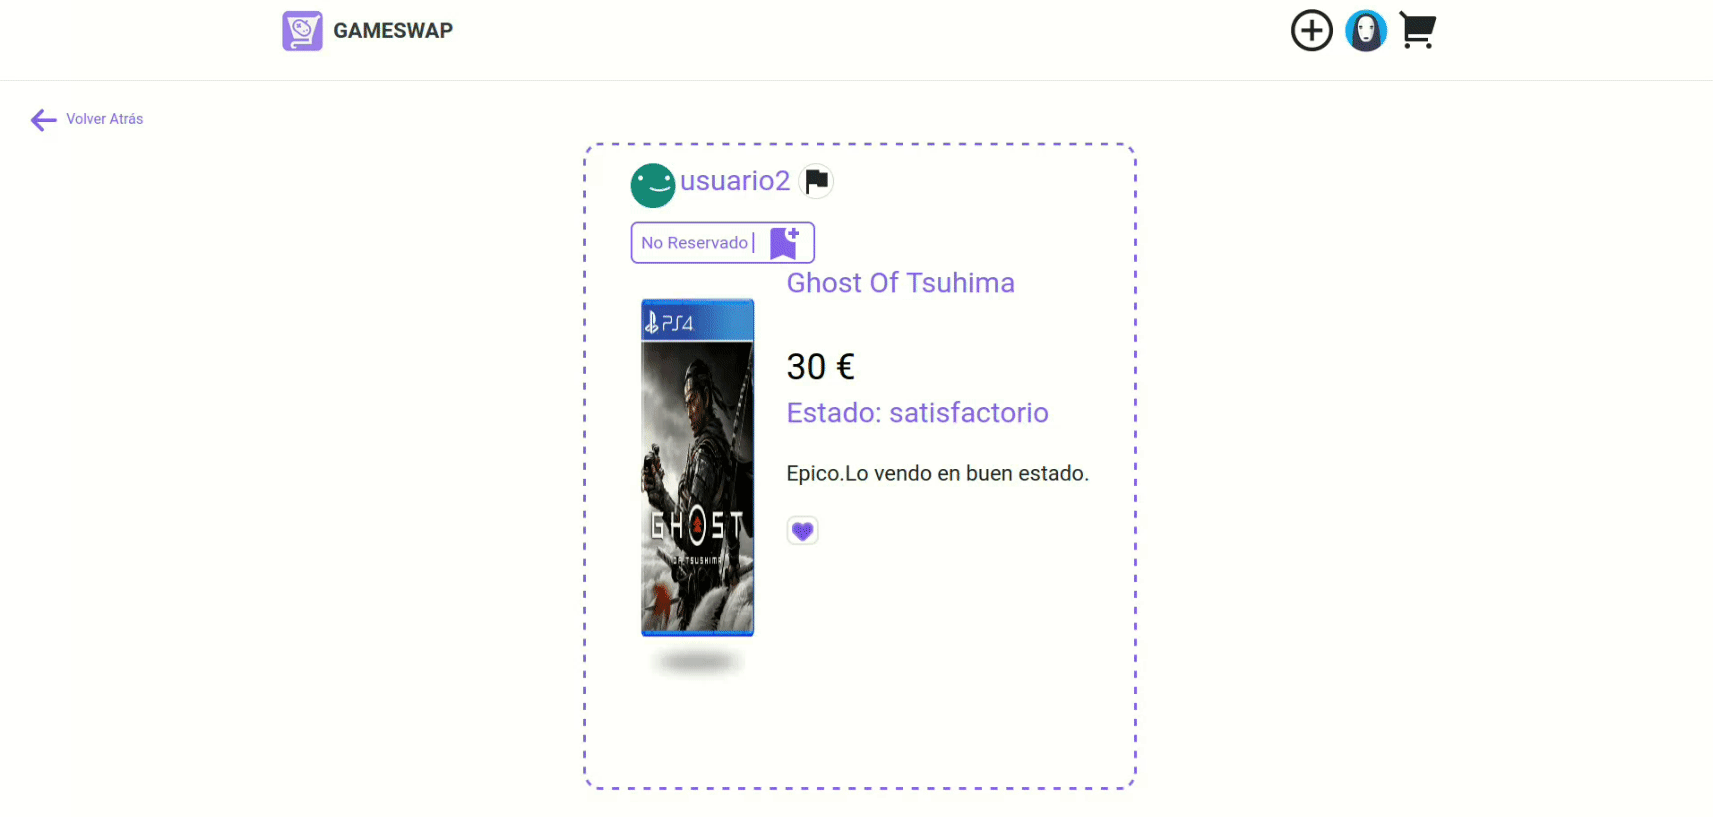 GAMESWAP
Volver Atrás
usuario2
No Reservado|
Ghost Of Tsuhima
PS4
30 €
Estado: satisfactorio
Epico.Lo vendo en buen estado.
GHOST
OF TSUSHIMA